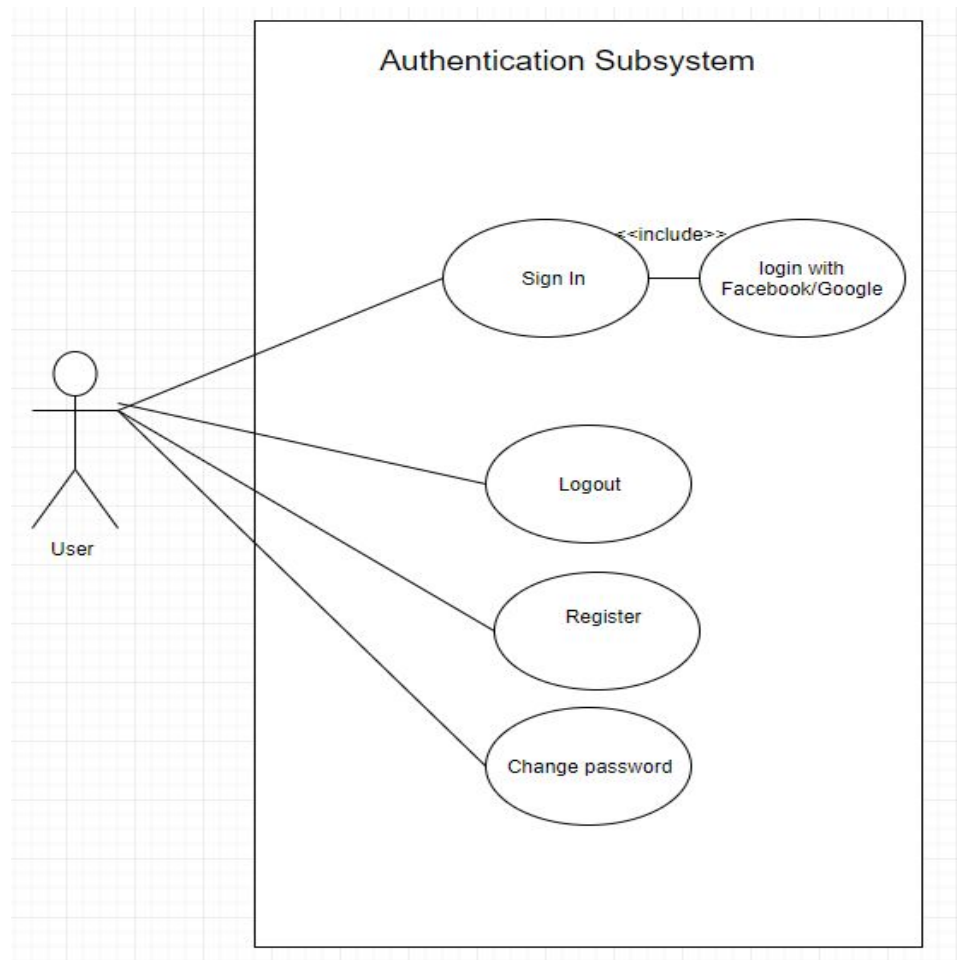 Authentication Subsystem
<<include>>
Sign In
login with
Facebook/Google
Logout
User
Register
Change password